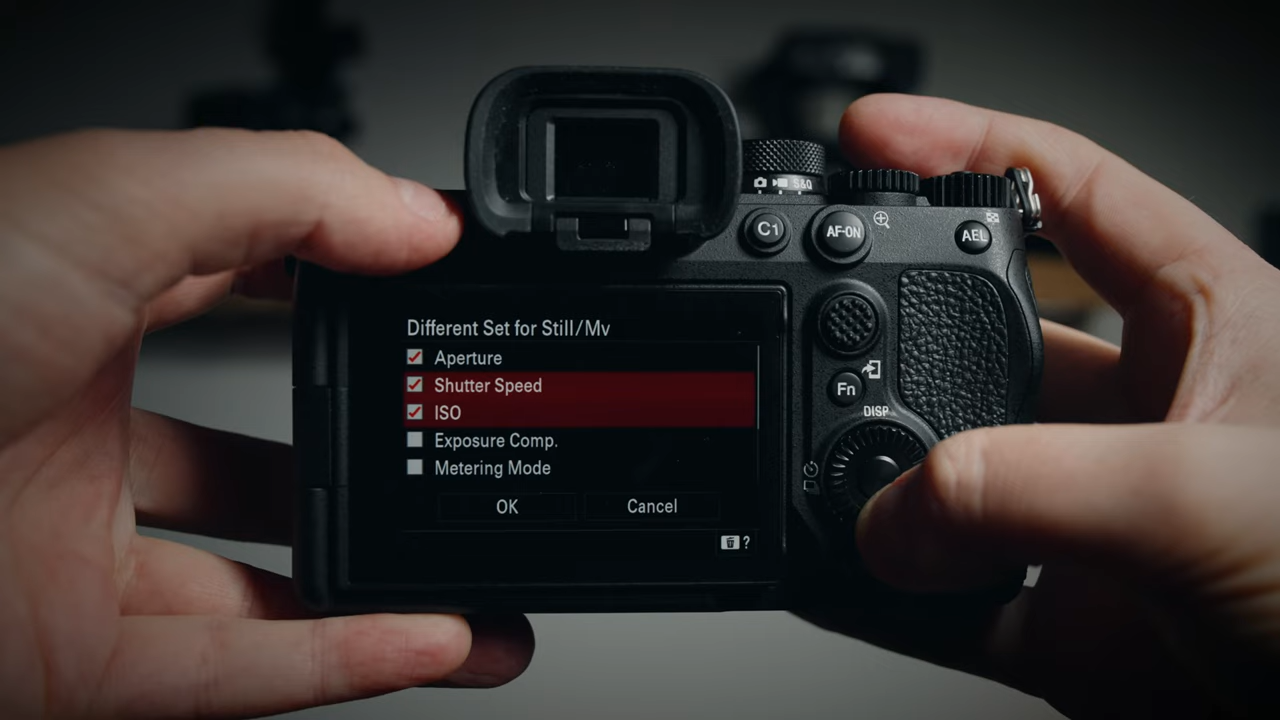 S&Q
C1
AF-ON
AEL
Different Set for Still/Mv
Aperture
Shutter Speed
ISO
Exposure Comp.
Metering Mode
OK
Cancel
?
Fn
DISP